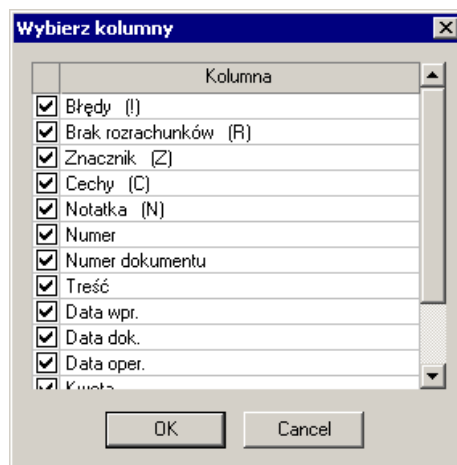 Wybierz kolumny
Kolumna
Błędy (!)
Brak rozrachunków (R)
Znacznik (Z)
Cechy (C)
Notatka (N)
Numer
Numer dokumentu
Treść
Data wpr.
Data dok.
Data oper.
Kwota
OK
Cancel